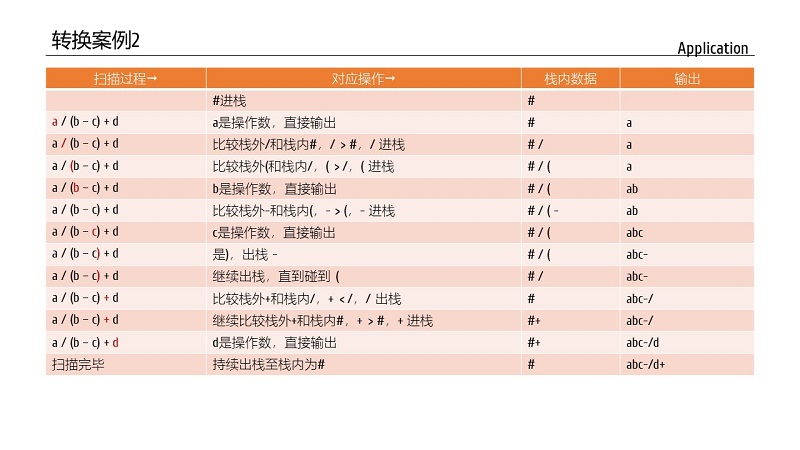 转换案例2
Application
扫描过程→ 对应操作→ 栈内数据 输出
#进栈 #
a / (b – c) + d a是操作数，直接输出 # a
a / (b – c) + d 比较栈外/和栈内#，/ > #，/ 进栈 # / a
a / (b – c) + d 比较栈外(和栈内/，( > /，( 进栈 # / ( a
a / (b – c) + d b是操作数，直接输出 # / ( ab
a / (b – c) + d 比较栈外-和栈内(，- > (，- 进栈 # / ( - ab
a / (b – c) + d c是操作数，直接输出 # / ( abc
a / (b – c) + d 是)，出栈 - # / ( abc-
a / (b – c) + d 继续出栈，直到碰到 ( # / abc-
a / (b – c) + d 比较栈外+和栈内/，+ < /，/ 出栈 # abc-/
a / (b – c) + d 继续比较栈外+和栈内#，+ > #，+ 进栈 #+ abc-/
a / (b – c) + d d是操作数，直接输出 #+ abc-/d
扫描完毕 持续出栈至栈内为# # abc-/d+